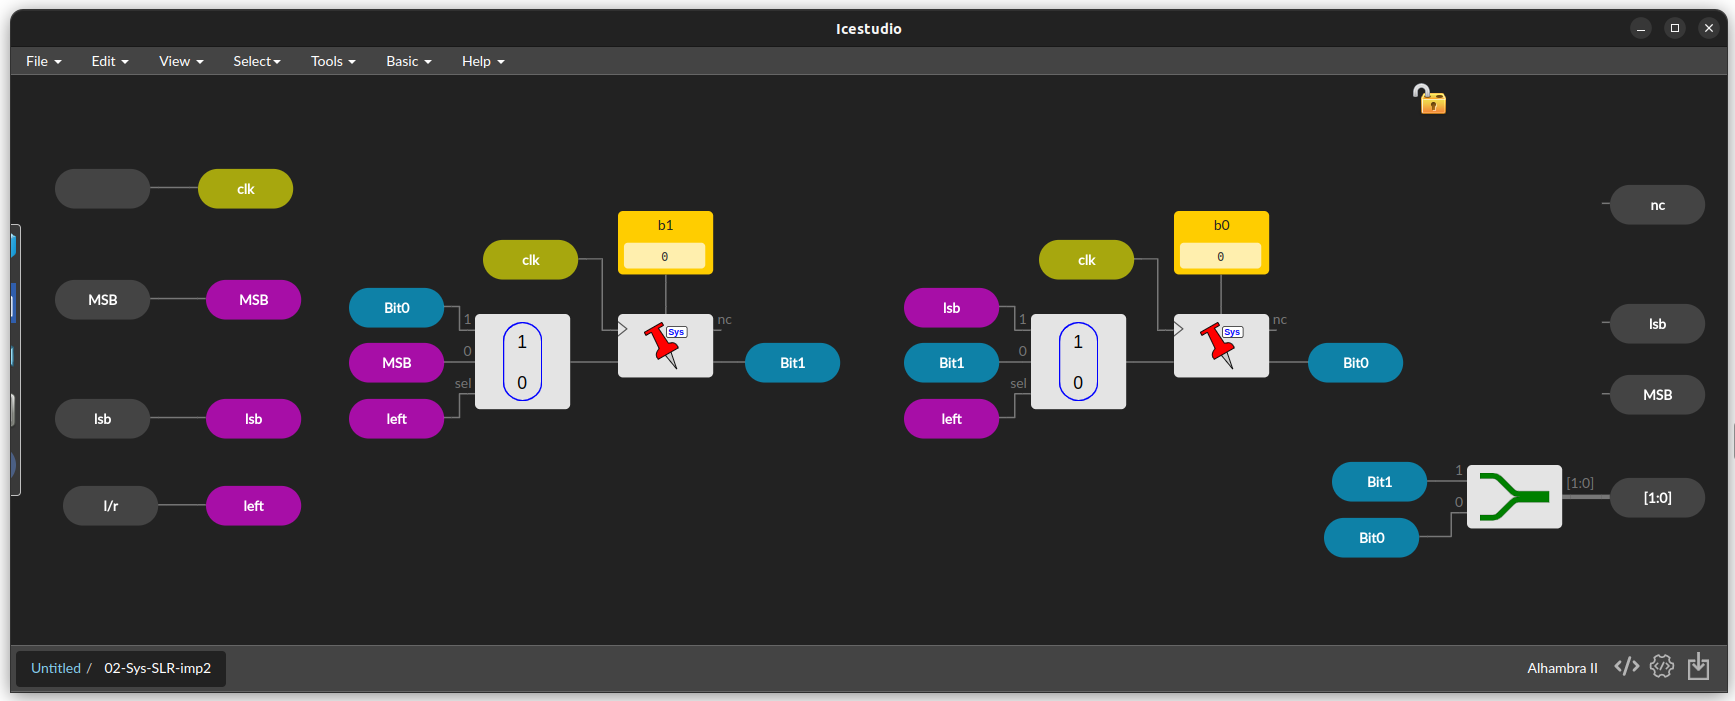 Icestudio
File Edit View Select Tools Basic Help
clk
MSB MSB
lsb lsb
l/r left
b1
0
clk
Bit0
MSB
left
1
0
sel
1
0
Sys
nc
Bit1
b0
0
clk
lsb
Bit1
left
1
0
sel
1
0
Sys
nc
Bit0
nc
lsb
MSB
Bit1
Bit0
1
0
[1:0]
[1:0]
Untitled / 02-Sys-SLR-imp2
Alhambra II